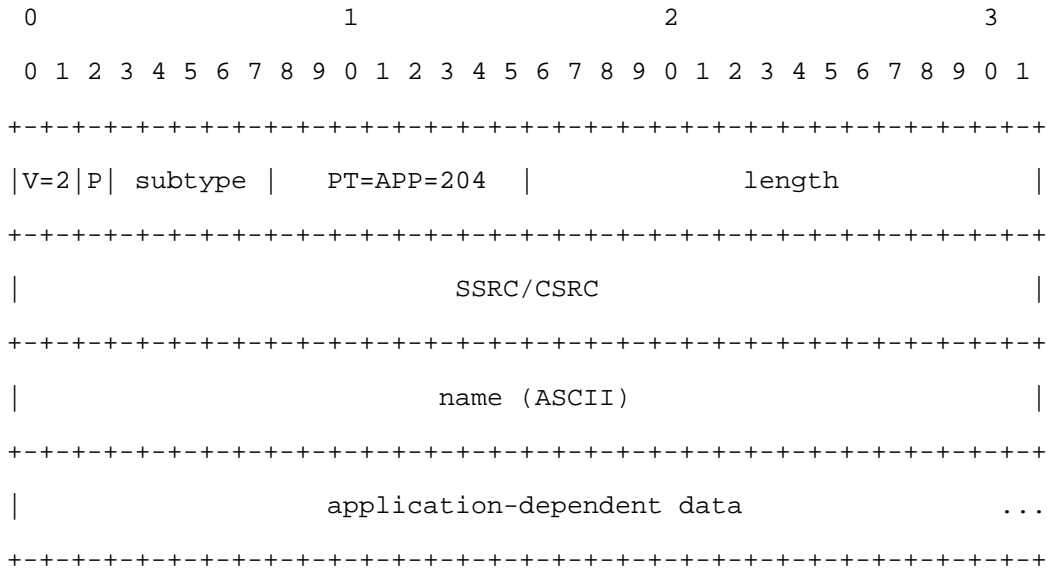 0                   1                   2                   3
0 1 2 3 4 5 6 7 8 9 0 1 2 3 4 5 6 7 8 9 0 1 2 3 4 5 6 7 8 9 0 1
+-+-+-+-+-+-+-+-+-+-+-+-+-+-+-+-+-+-+-+-+-+-+-+-+-+-+-+-+-+-+-+-+
|V=2|P| subtype |   PT=APP=204  |             length            |
+-+-+-+-+-+-+-+-+-+-+-+-+-+-+-+-+-+-+-+-+-+-+-+-+-+-+-+-+-+-+-+-+
|                           SSRC/CSRC                           |
+-+-+-+-+-+-+-+-+-+-+-+-+-+-+-+-+-+-+-+-+-+-+-+-+-+-+-+-+-+-+-+-+
|                          name (ASCII)                         |
+-+-+-+-+-+-+-+-+-+-+-+-+-+-+-+-+-+-+-+-+-+-+-+-+-+-+-+-+-+-+-+-+
|                   application-dependent data                ...
+-+-+-+-+-+-+-+-+-+-+-+-+-+-+-+-+-+-+-+-+-+-+-+-+-+-+-+-+-+-+-+-+